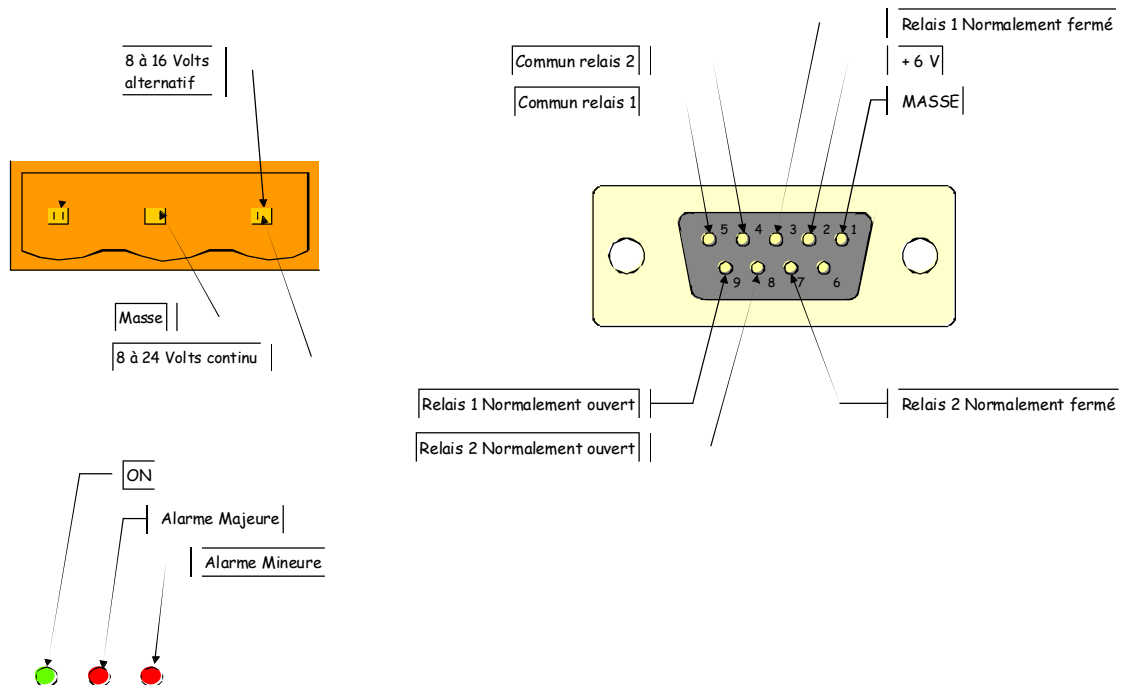 8 à 16 Volts
alternatif
Masse
8 à 24 Volts continu
Commun relais 2
Commun relais 1
Relais 1 Normalement fermé
+ 6 V
MASSE
5 4 3 2 1
9 8 7 6
Relais 1 Normalement ouvert
Relais 2 Normalement ouvert
Relais 2 Normalement fermé
ON
Alarme Majeure
Alarme Mineure